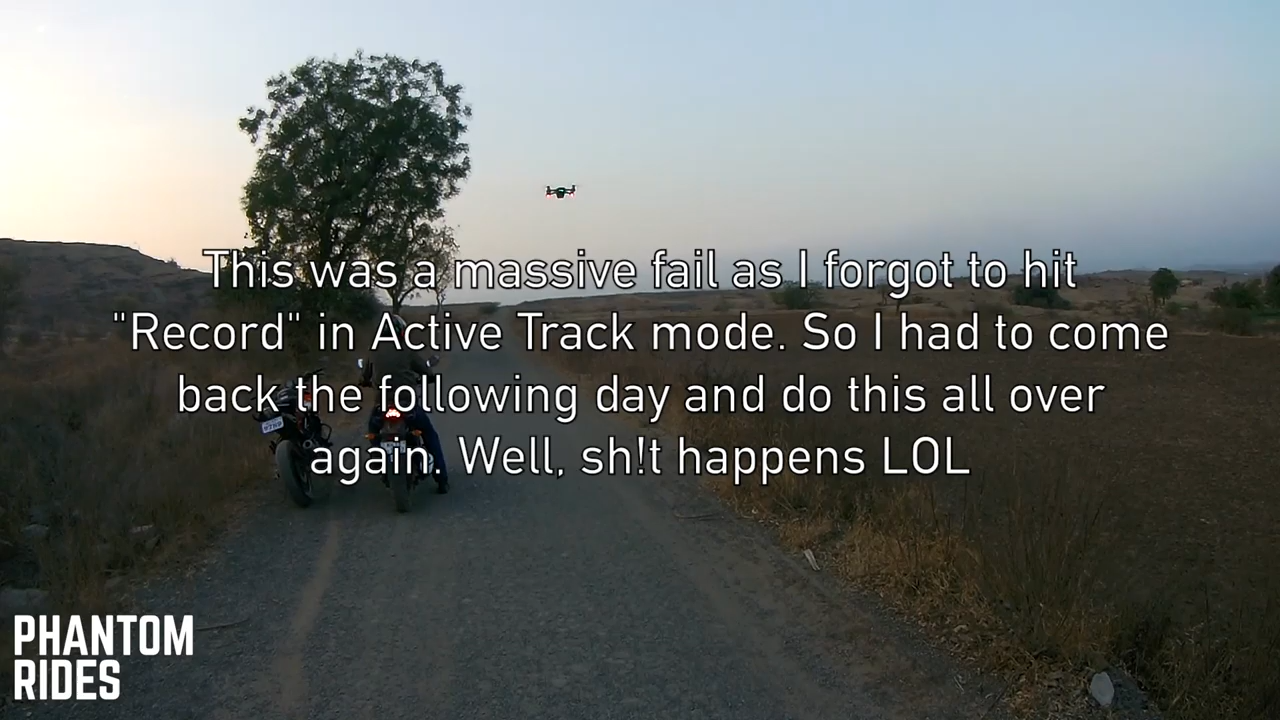 This was a massive fail as I forgot to hit
"Record" in Active Track mode. So I had to come
back the following day and do this all over
again. Well, sh!t happens LOL
PHANTOM
RIDES